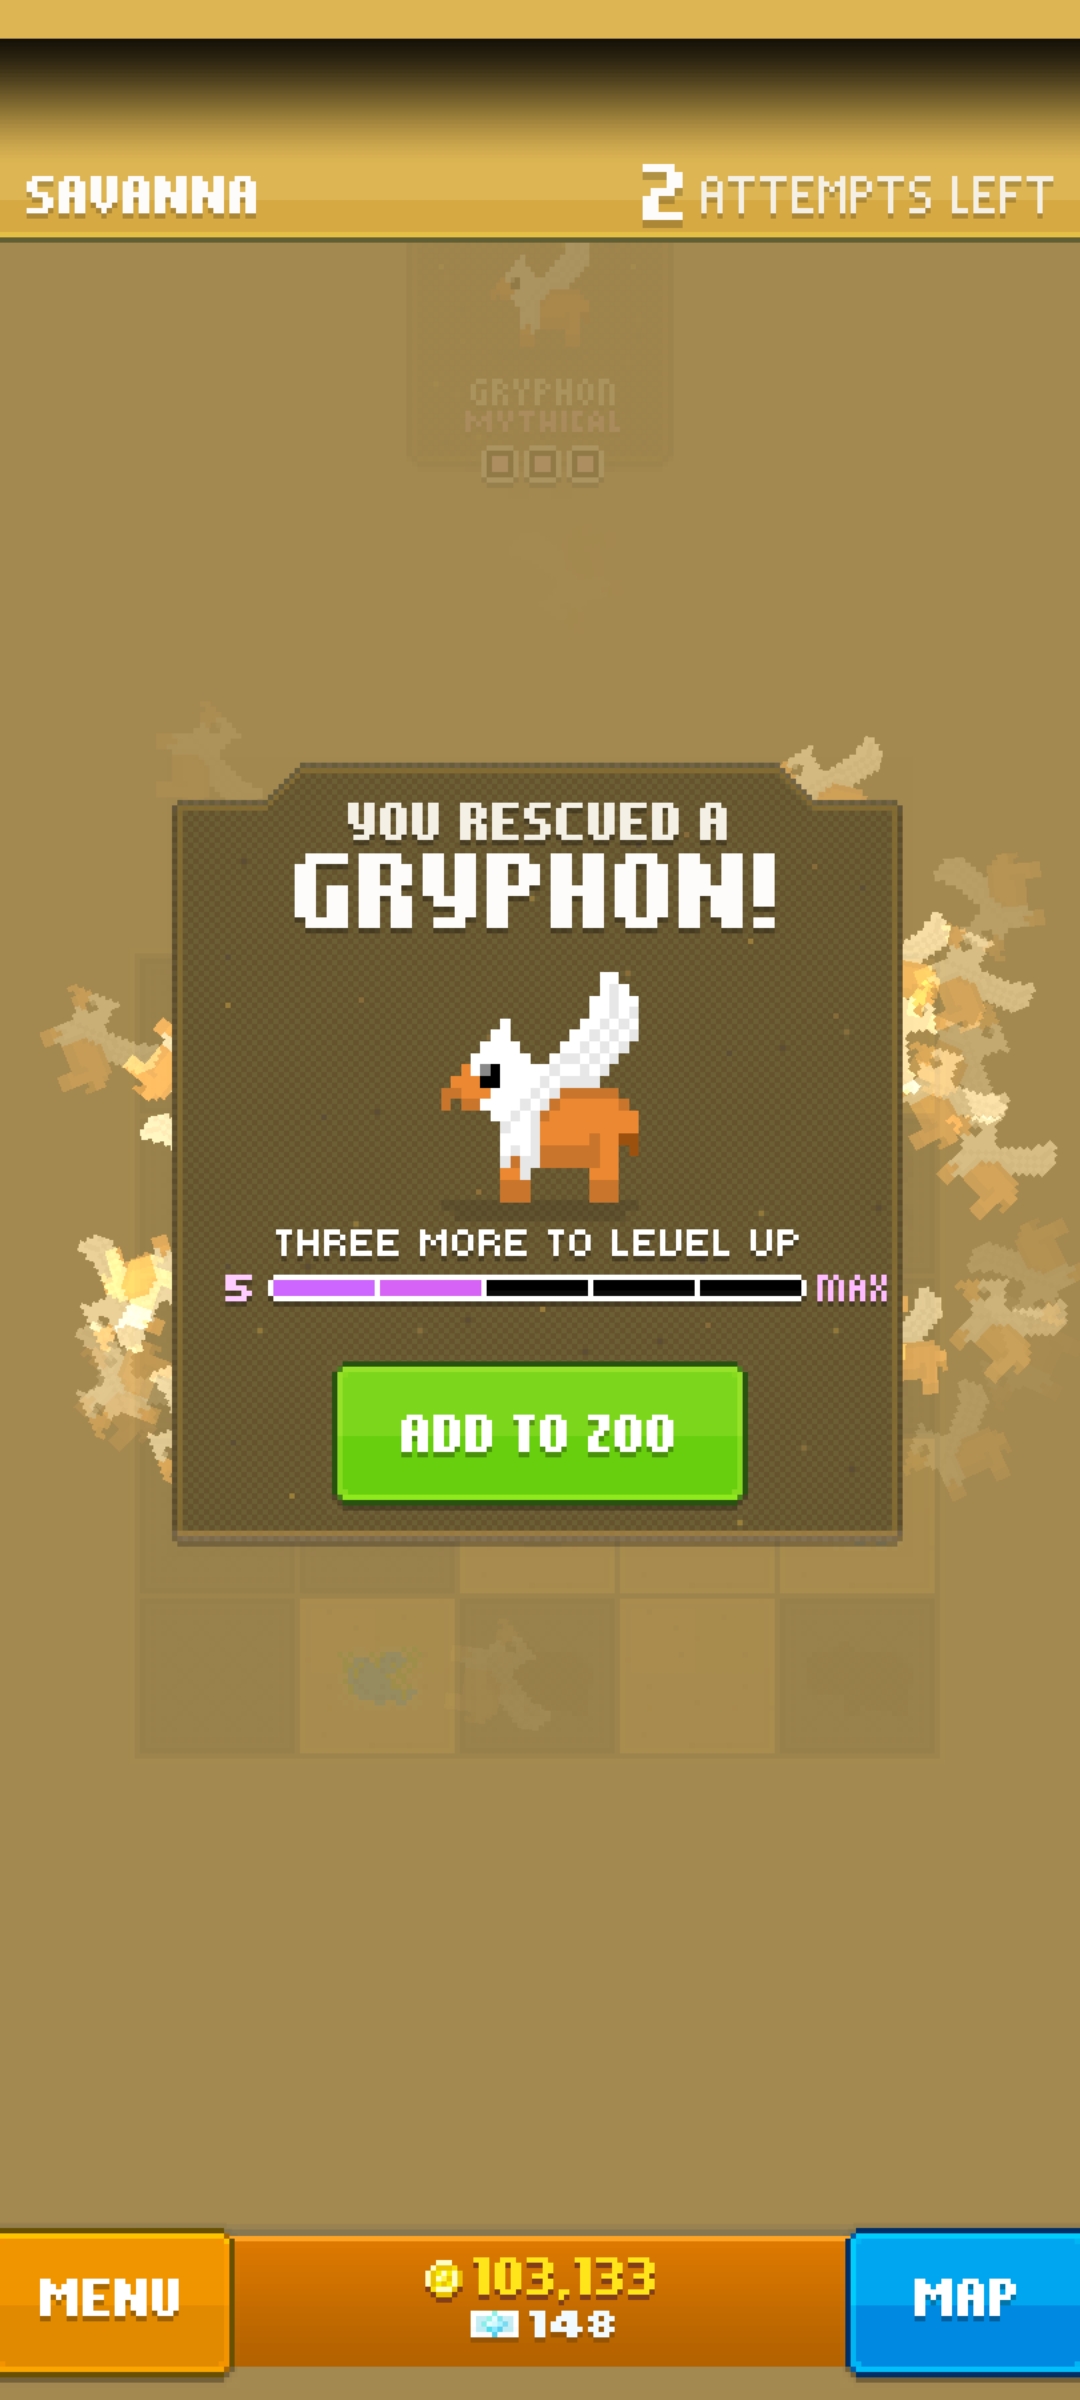 SAVANNA
2 ATTEMPTS LEFT
GRYPHON
MYTHICAL
YOU RESCUED A
GRYPHON!
THREE MORE TO LEVEL UP
5 MAX
ADD TO ZOO
MENU
103,133
148
MAP